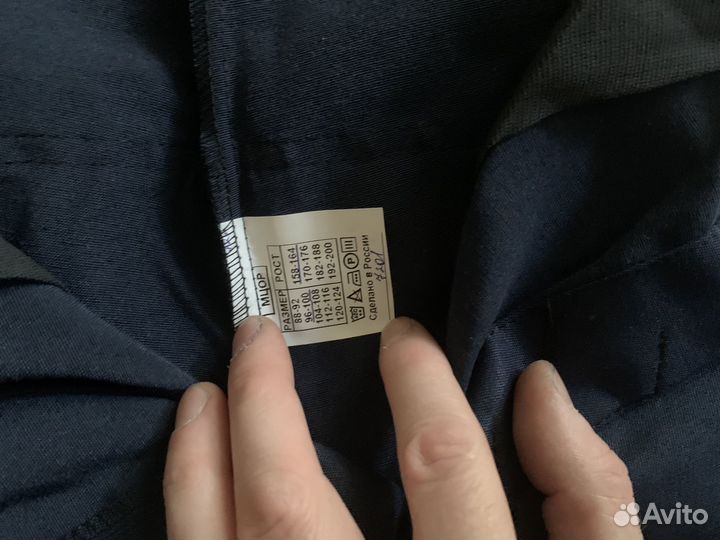 МЦОР
РАЗМЕР РОСТ
88-92 158-164
96-100 170-176
104-108 182-188
112-116 192-200
120-124
Сделано в России
Avito